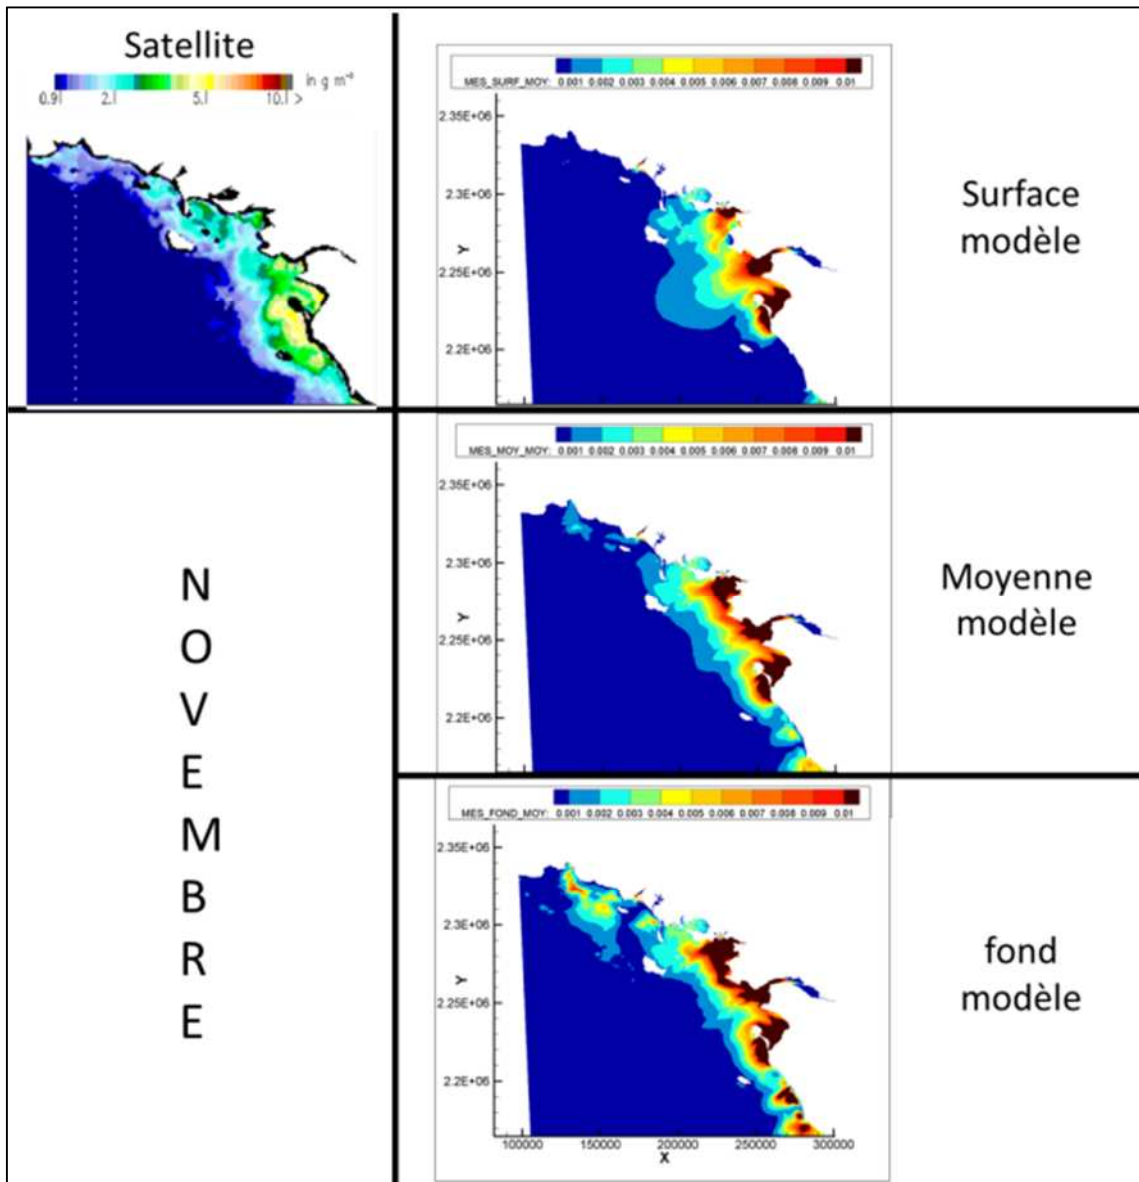 Satellite
in g m⁻³
0.9 2.1 5.1 10.1 >
MES_SURF_MOY: 0.001 0.002 0.003 0.004 0.005 0.006 0.007 0.008 0.009 0.01
2.35E+06
2.3E+06
Y
2.25E+06
2.2E+06
Surface
modèle
MES_MOY_MOY: 0.001 0.002 0.003 0.004 0.005 0.006 0.007 0.008 0.009 0.01
2.35E+06
2.3E+06
Y
2.25E+06
2.2E+06
Moyenne
modèle
N
O
V
E
M
B
R
E
MES_FOND_MOY: 0.001 0.002 0.003 0.004 0.005 0.006 0.007 0.008 0.009 0.01
2.35E+06
2.3E+06
Y
2.25E+06
2.2E+06
100000 150000 200000 250000 300000
X
fond
modèle